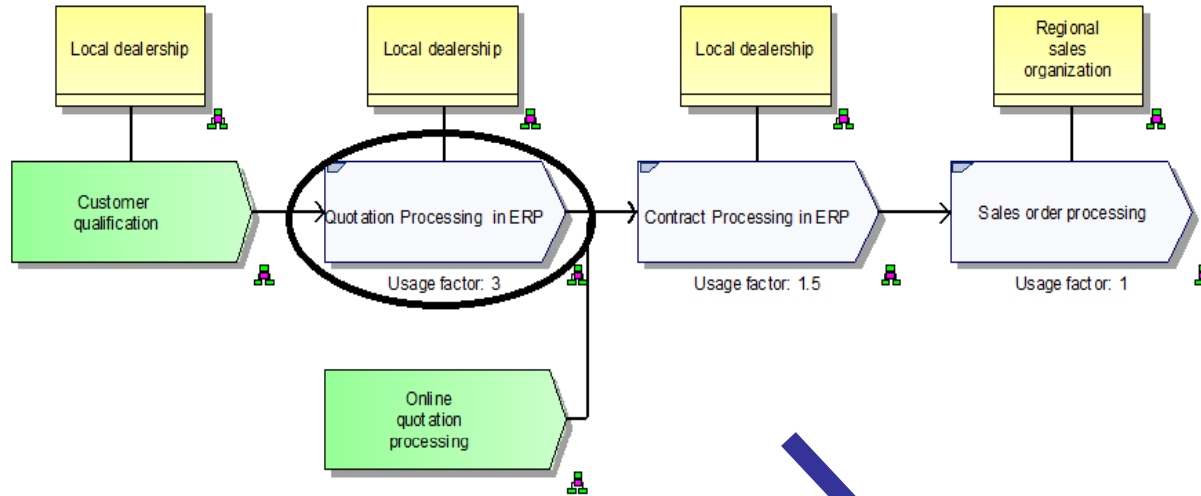 Local dealership
Local dealership
Local dealership
Regional
sales
organization
Customer
qualification
Quotation Processing in ERP
Contract Processing in ERP
Sales order processing
Usage factor: 3
Usage factor: 1.5
Usage factor: 1
Online
quotation
processing